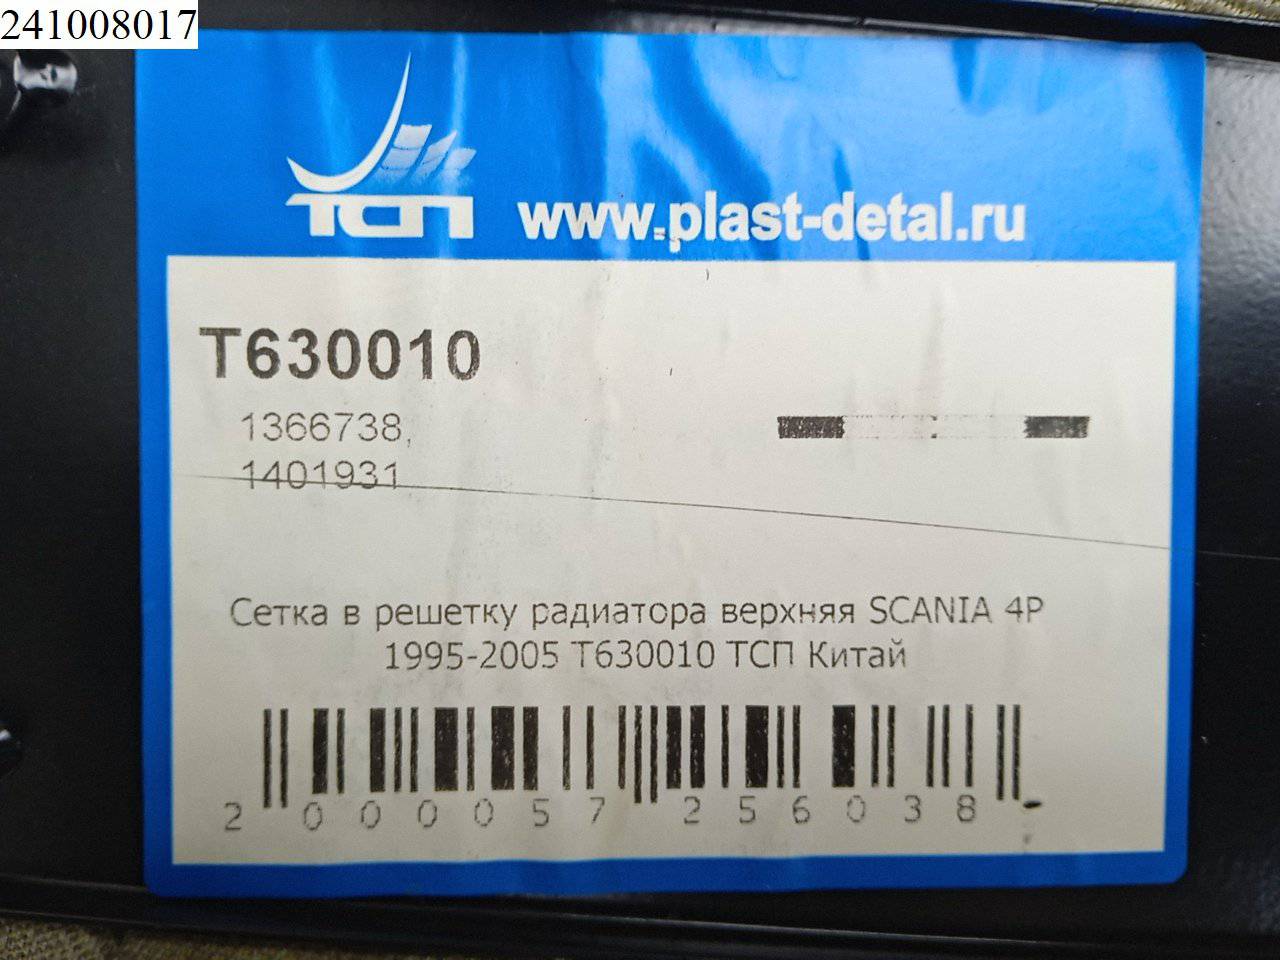 241008017
ТСП
www.plast-detal.ru
T630010
1366738,
1401931
Сетка в решетку радиатора верхняя SCANIA 4P
1995-2005 T630010 ТСП Китай
2 000057 256038